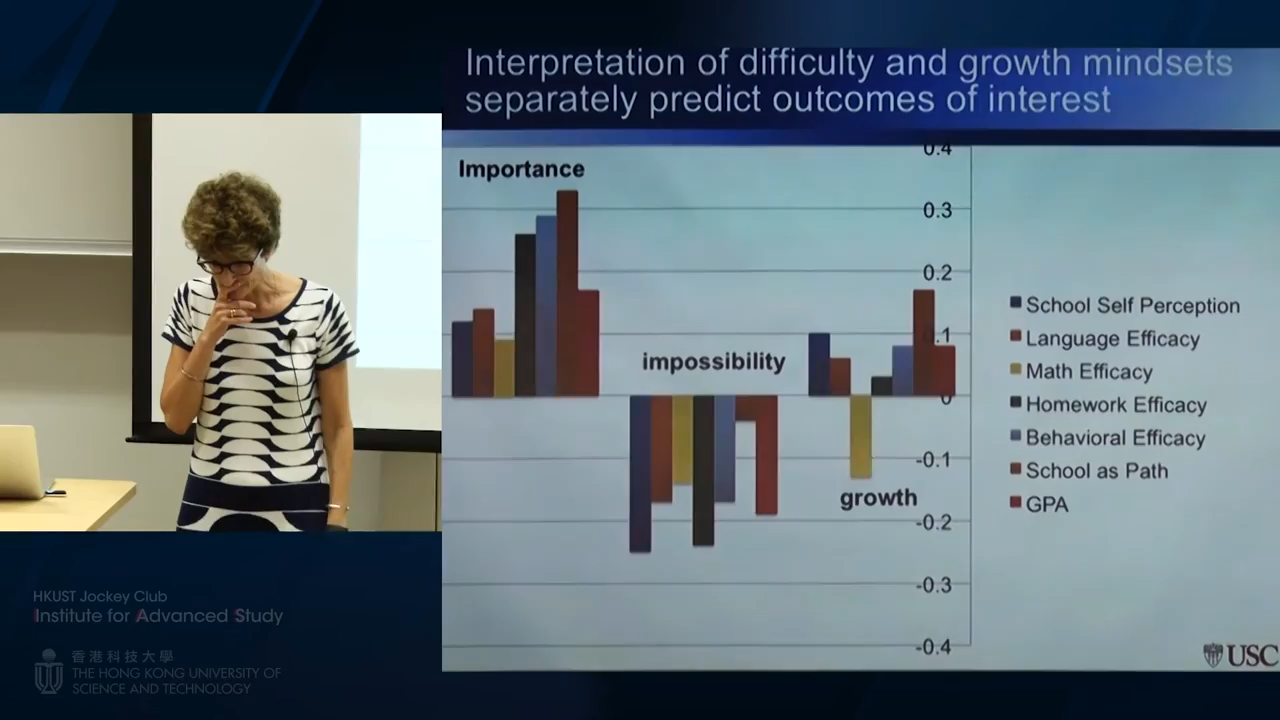 Interpretation of difficulty and growth mindsets
separately predict outcomes of interest
Importance
impossibility
growth
0.4
0.3
0.2
0.1
0
-0.1
-0.2
-0.3
-0.4
School Self Perception
Language Efficacy
Math Efficacy
Homework Efficacy
Behavioral Efficacy
School as Path
GPA
USC
HKUST Jockey Club
Institute for Advanced Study
香港科技大學
THE HONG KONG UNIVERSITY OF
SCIENCE AND TECHNOLOGY